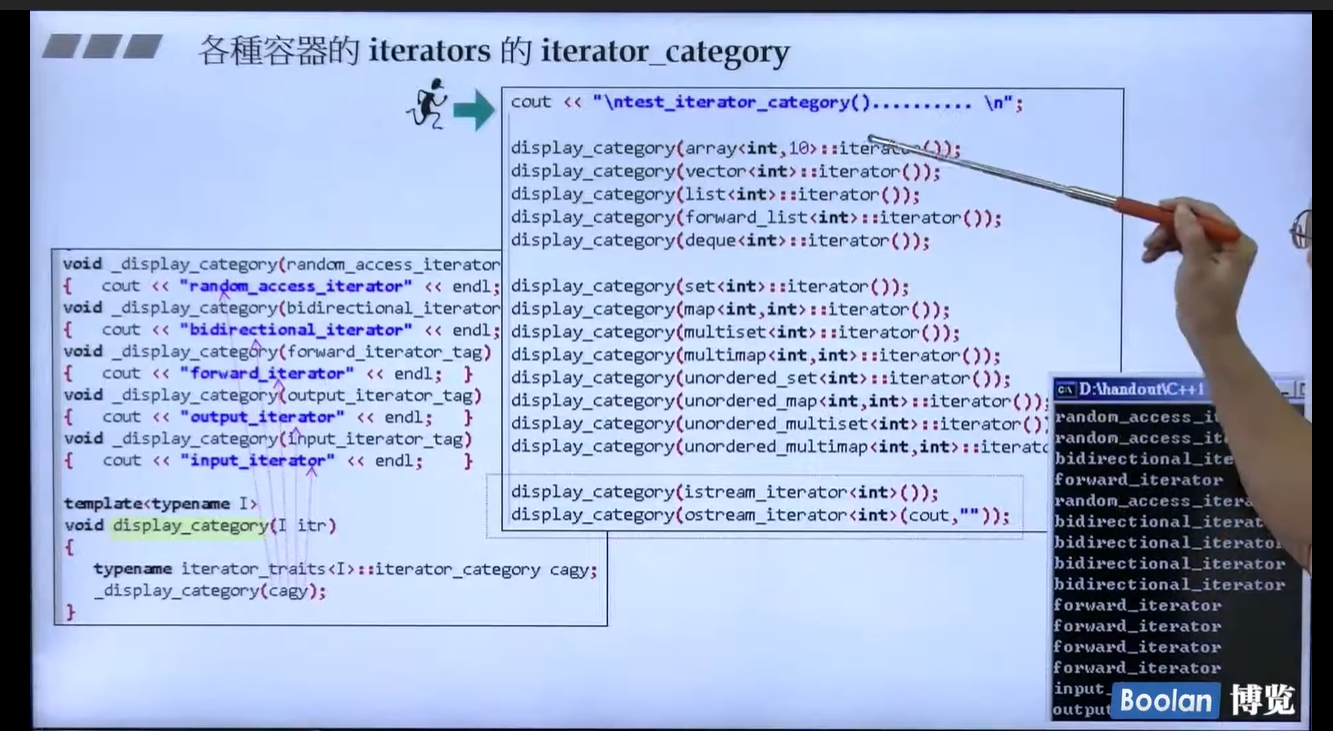 各種容器的 iterators 的 iterator_category
cout << "\ntest_iterator_category().......... \n";
display_category(array<int,10>::iterator());
display_category(vector<int>::iterator());
display_category(list<int>::iterator());
display_category(forward_list<int>::iterator());
display_category(deque<int>::iterator());
display_category(set<int>::iterator());
display_category(map<int,int>::iterator());
display_category(multiset<int>::iterator());
display_category(multimap<int,int>::iterator());
display_category(unordered_set<int>::iterator());
display_category(unordered_map<int,int>::iterator());
display_category(unordered_multiset<int>::iterator()
display_category(unordered_multimap<int,int>::iterato
display_category(istream_iterator<int>());
display_category(ostream_iterator<int>(cout,""));
void _display_category(random_access_iterator
{ cout << "random_access_iterator" << endl;
void _display_category(bidirectional_iterator
{ cout << "bidirectional_iterator" << endl;
void _display_category(forward_iterator_tag)
{ cout << "forward_iterator" << endl; }
void _display_category(output_iterator_tag)
{ cout << "output_iterator" << endl; }
void _display_category(input_iterator_tag)
{ cout << "input_iterator" << endl; }
template<typename I>
void display_category(I itr)
{
typename iterator_traits<I>::iterator_category cagy;
_display_category(cagy);
}
D:\handout\C++1
random_access_it
random_access_it
bidirectional_ite
forward_iterator
random_access_itera
bidirectional_iterat
bidirectional_iterator
bidirectional_iterator
bidirectional_iterator
forward_iterator
forward_iterator
forward_iterator
forward_iterator
input_
output
Boolan 博览